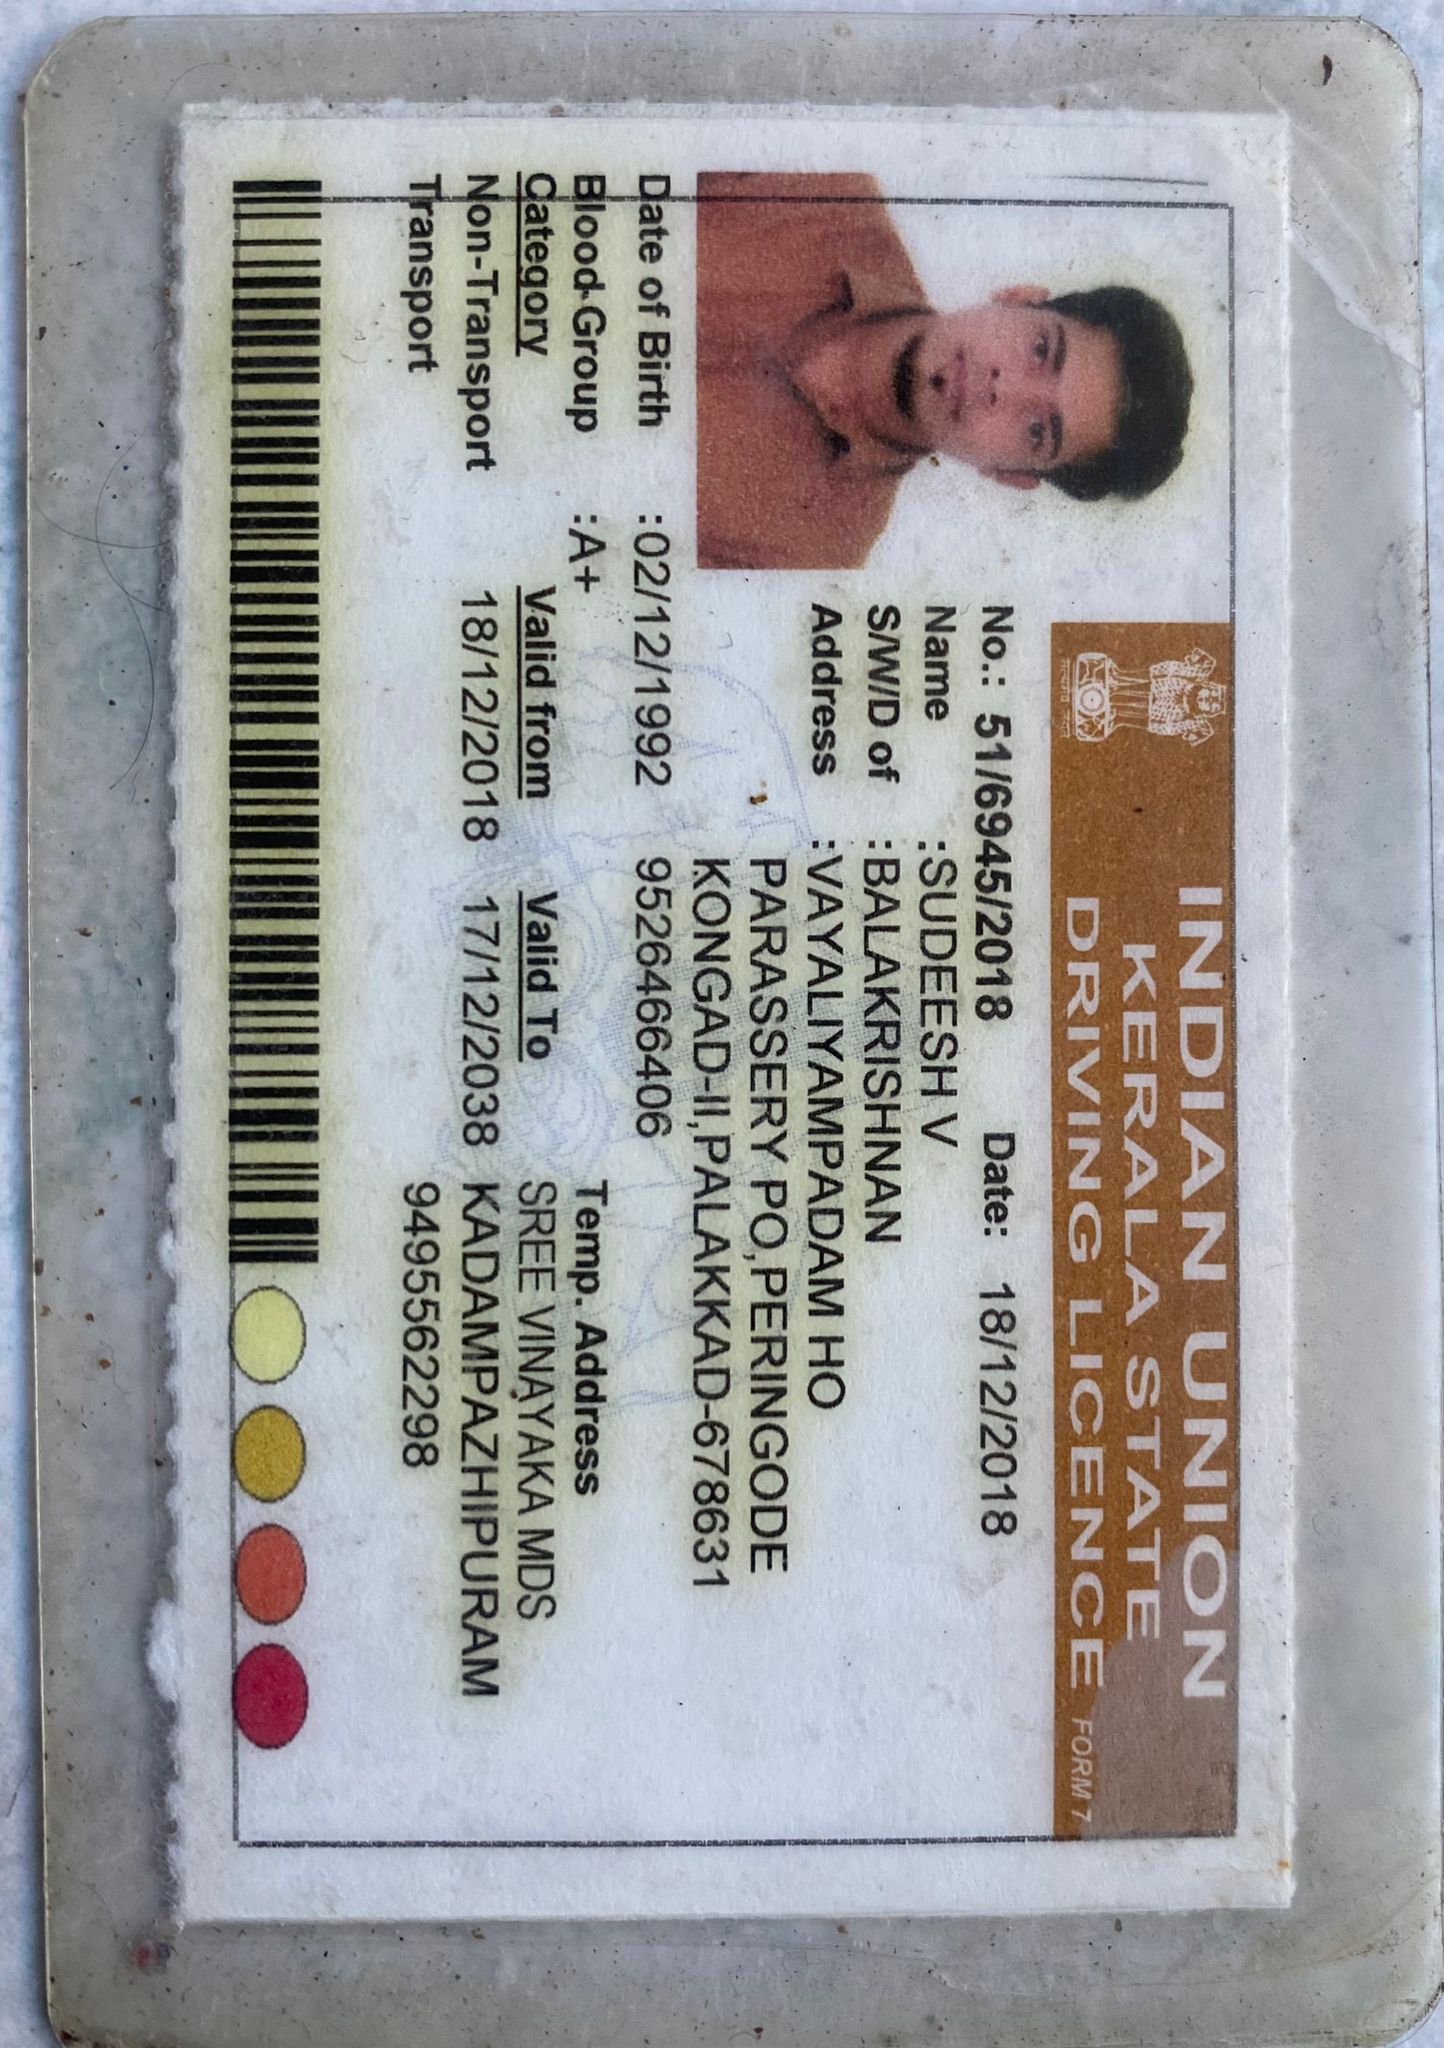 INDIAN UNION
KERALA STATE
DRIVING LICENCE FORM 7
सत्यमेव जयते
No.: 51/6945/2018 Date: 18/12/2018
Name :SUDEESH V
S/W/D of :BALAKRISHNAN
Address :VAYALIYAMPADAM HO
PARASSERY PO,PERINGODE
KONGAD-II,PALAKKAD-678631
Date of Birth :02/12/1992 9526466406
Blood Group :A+ Temp. Address
Category Valid from Valid To SREE VINAYAKA MDS
Non-Transport 18/12/2018 17/12/2038 KADAMPAZHIPURAM
Transport 9495562298